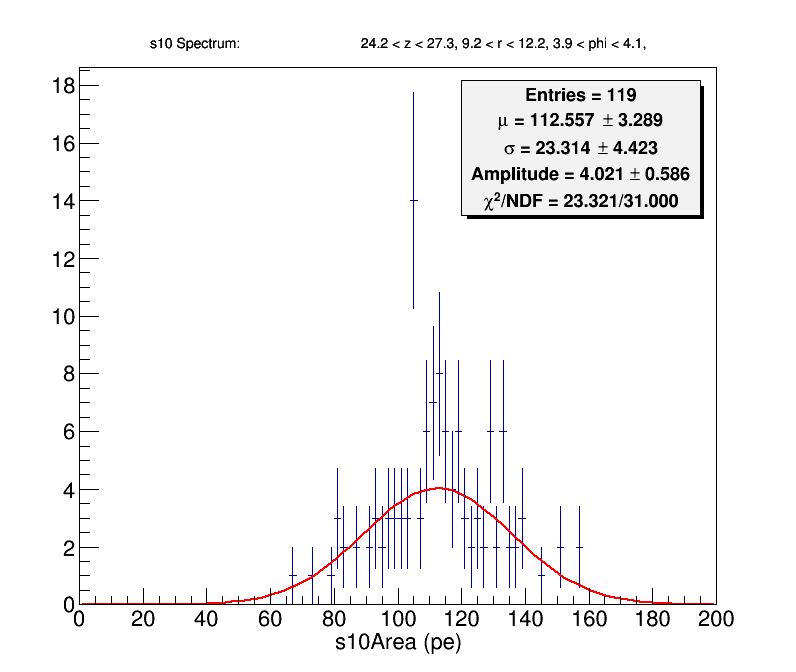 s10 Spectrum: 24.2 < z < 27.3, 9.2 < r < 12.2, 3.9 < phi < 4.1,
Entries = 119
μ = 112.557 ± 3.289
σ = 23.314 ± 4.423
Amplitude = 4.021 ± 0.586
χ²/NDF = 23.321/31.000
18
16
14
12
10
8
6
4
2
0
0 20 40 60 80 100 120 140 160 180 200
s10Area (pe)